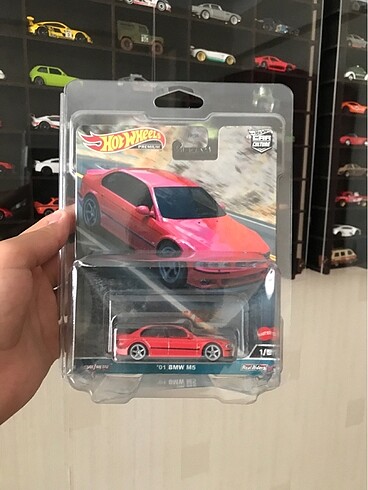 HOT WHEELS
PREMIUM
CAR
CULTURE
1/5
'01 BMW M5